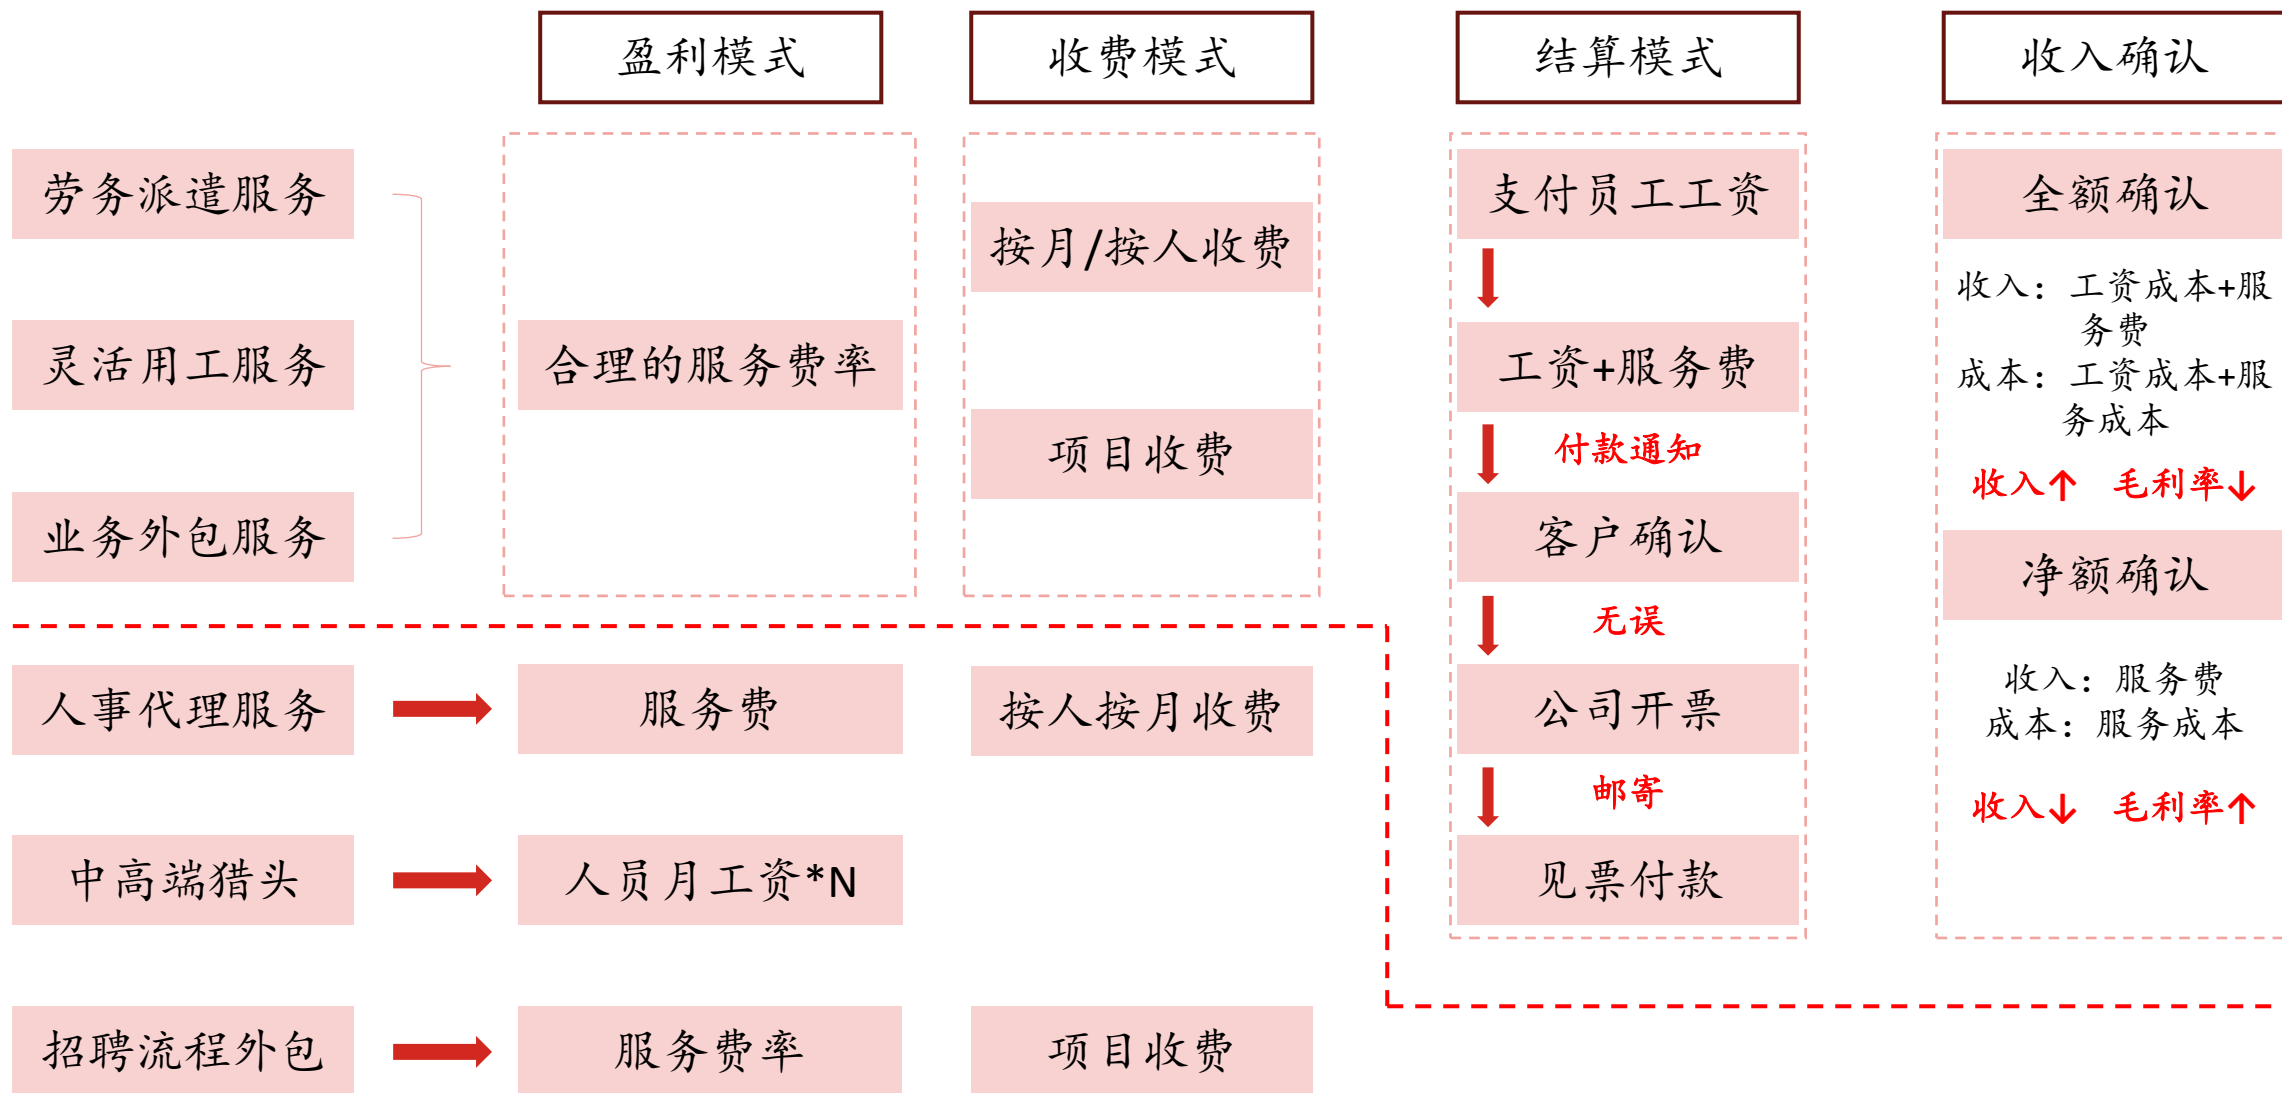 盈利模式
收费模式
结算模式
收入确认
劳务派遣服务
灵活用工服务
业务外包服务
合理的服务费率
按月/按人收费
项目收费
支付员工工资
工资+服务费
付款通知
客户确认
无误
公司开票
邮寄
见票付款
全额确认
收入：工资成本+服
务费
成本：工资成本+服
务成本
收入↑ 毛利率↓
净额确认
收入：服务费
成本：服务成本
收入↓ 毛利率↑
人事代理服务
服务费
按人按月收费
中高端猎头
人员月工资*N
招聘流程外包
服务费率
项目收费